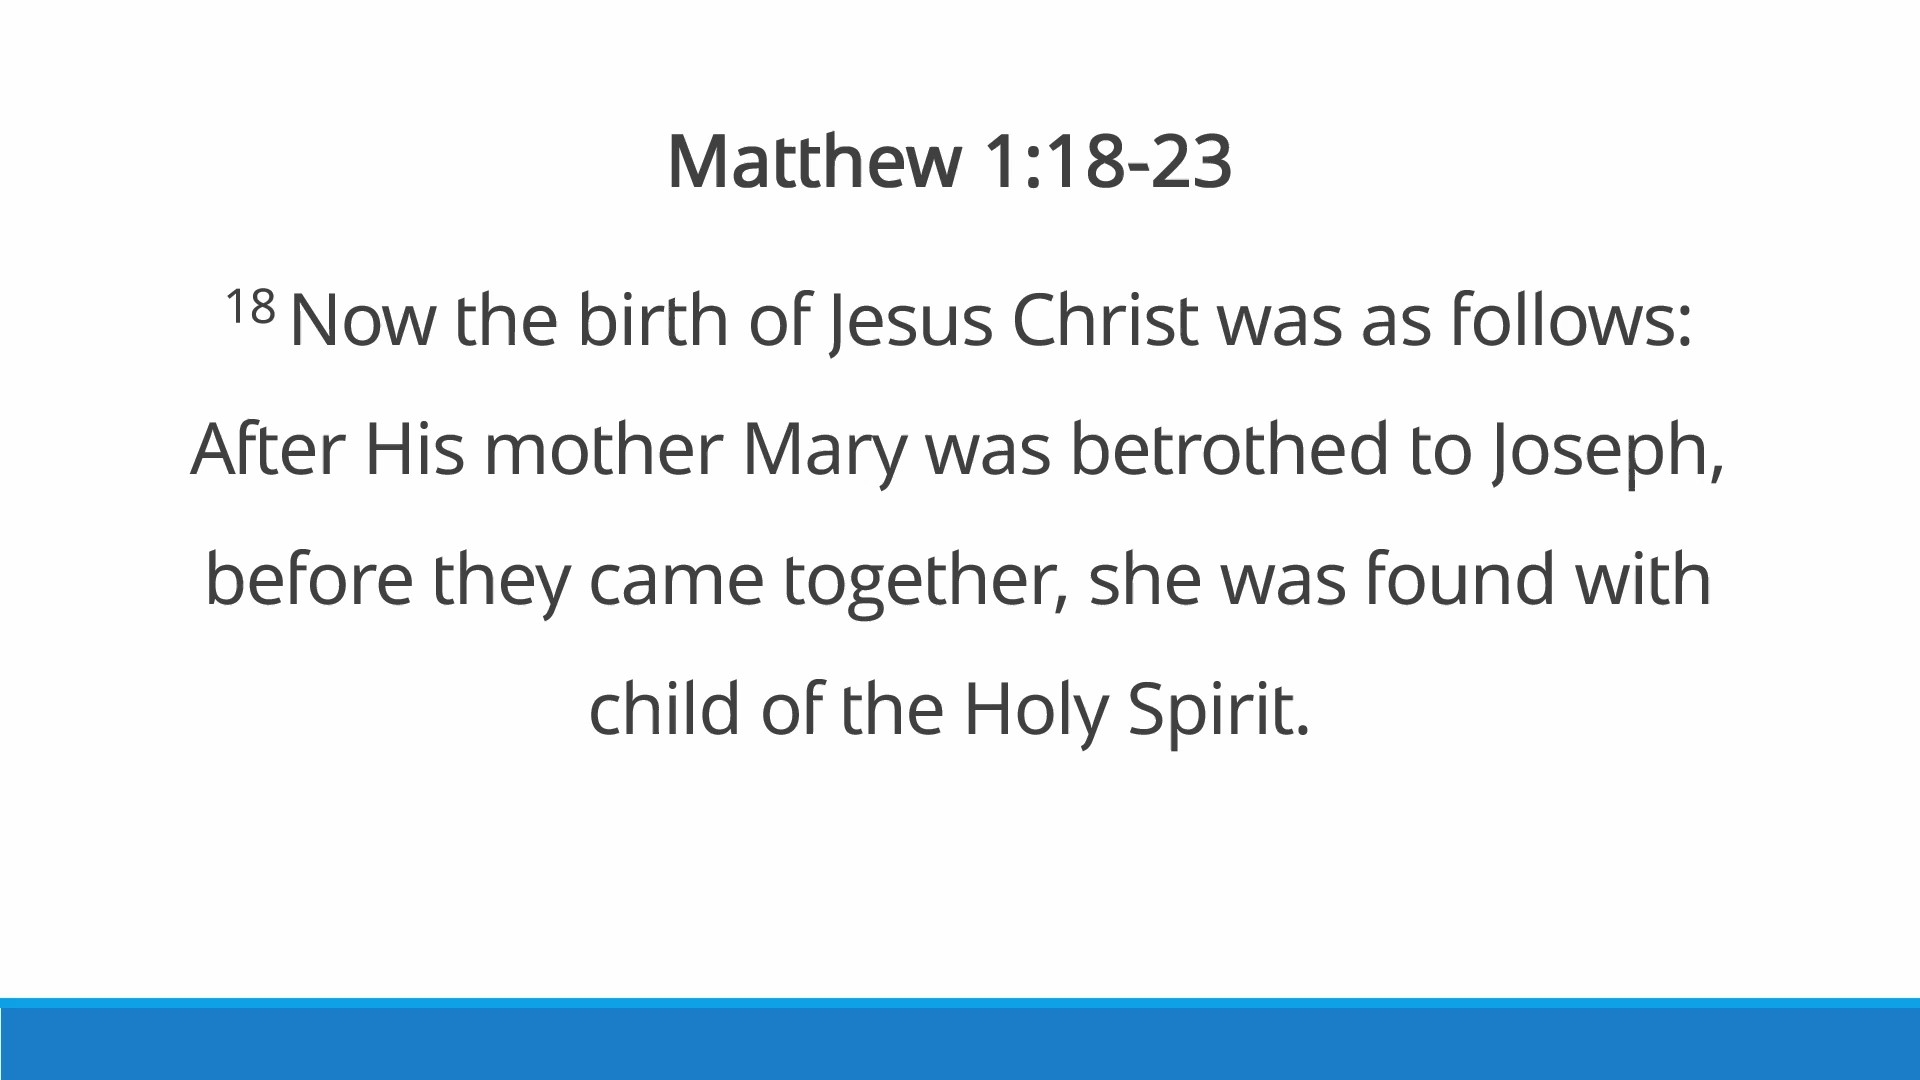 Matthew 1:18-23
18 Now the birth of Jesus Christ was as follows:
After His mother Mary was betrothed to Joseph,
before they came together, she was found with
child of the Holy Spirit.